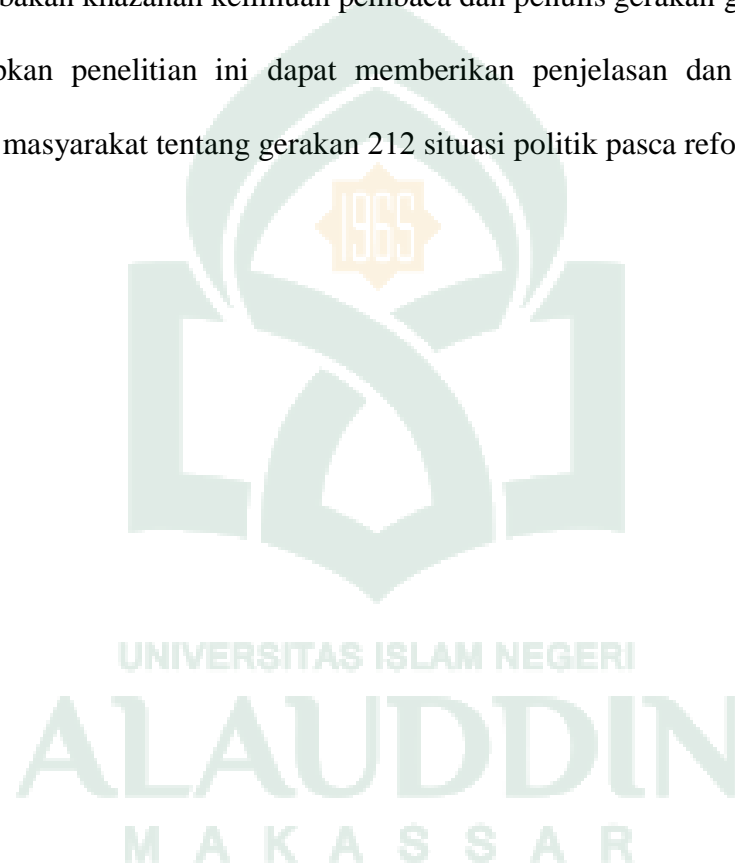 bakan khazanah keilmuan pembaca dan penulis gerakan g
pkan penelitian ini dapat memberikan penjelasan dan
masyarakat tentang gerakan 212 situasi politik pasca refo
1965
UNIVERSITAS ISLAM NEGERI
ALAUDDIN
MAKASSAR